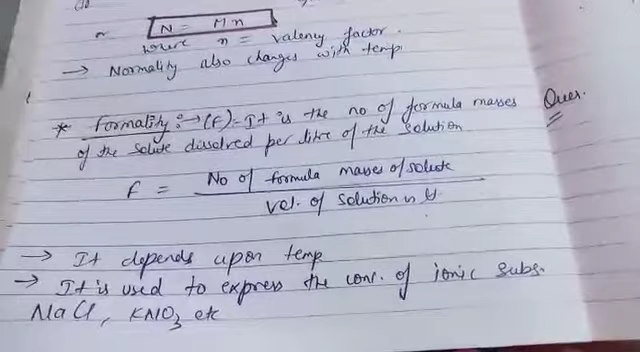 N = Mn
where n = valency factor.
→ Normality also changes with temp
* Formality :→ (F) - It is the no of formula masses
of the solute dissolved per litre of the solution
Ques.
F = No of formula masses of solute
Vol. of solution in
→ It depends upon temp
→ It is used to express the conc. of ionic subs.
NaCl, KNO3 etc